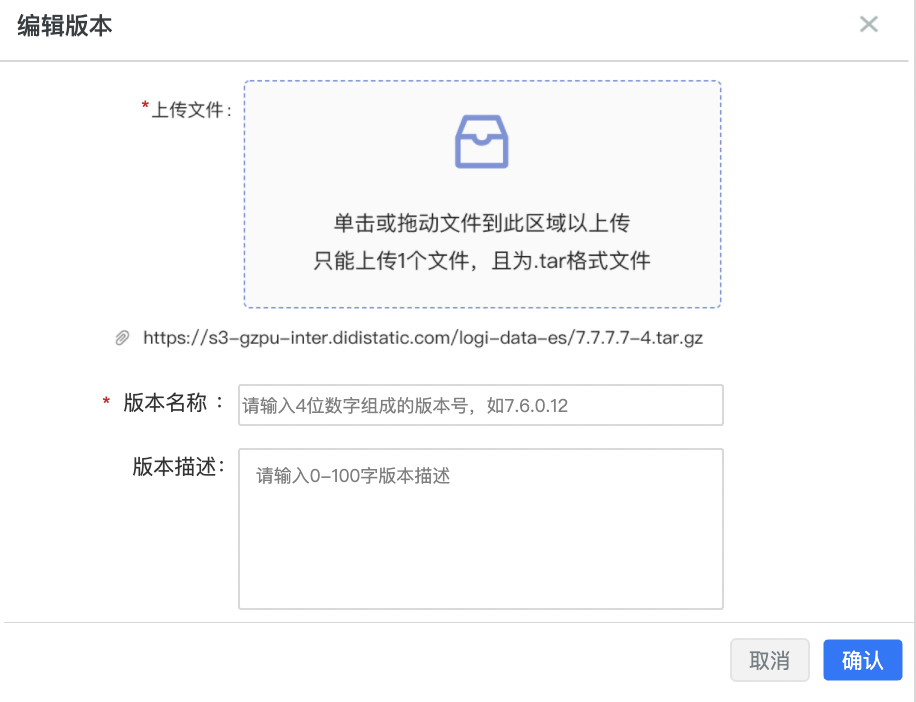 编辑版本
*上传文件:
单击或拖动文件到此区域以上传
只能上传1个文件，且为.tar格式文件
https://s3-gzpu-inter.didistatic.com/logi-data-es/7.7.7.7-4.tar.gz
* 版本名称：
请输入4位数字组成的版本号，如7.6.0.12
版本描述:
请输入0-100字版本描述
取消
确认